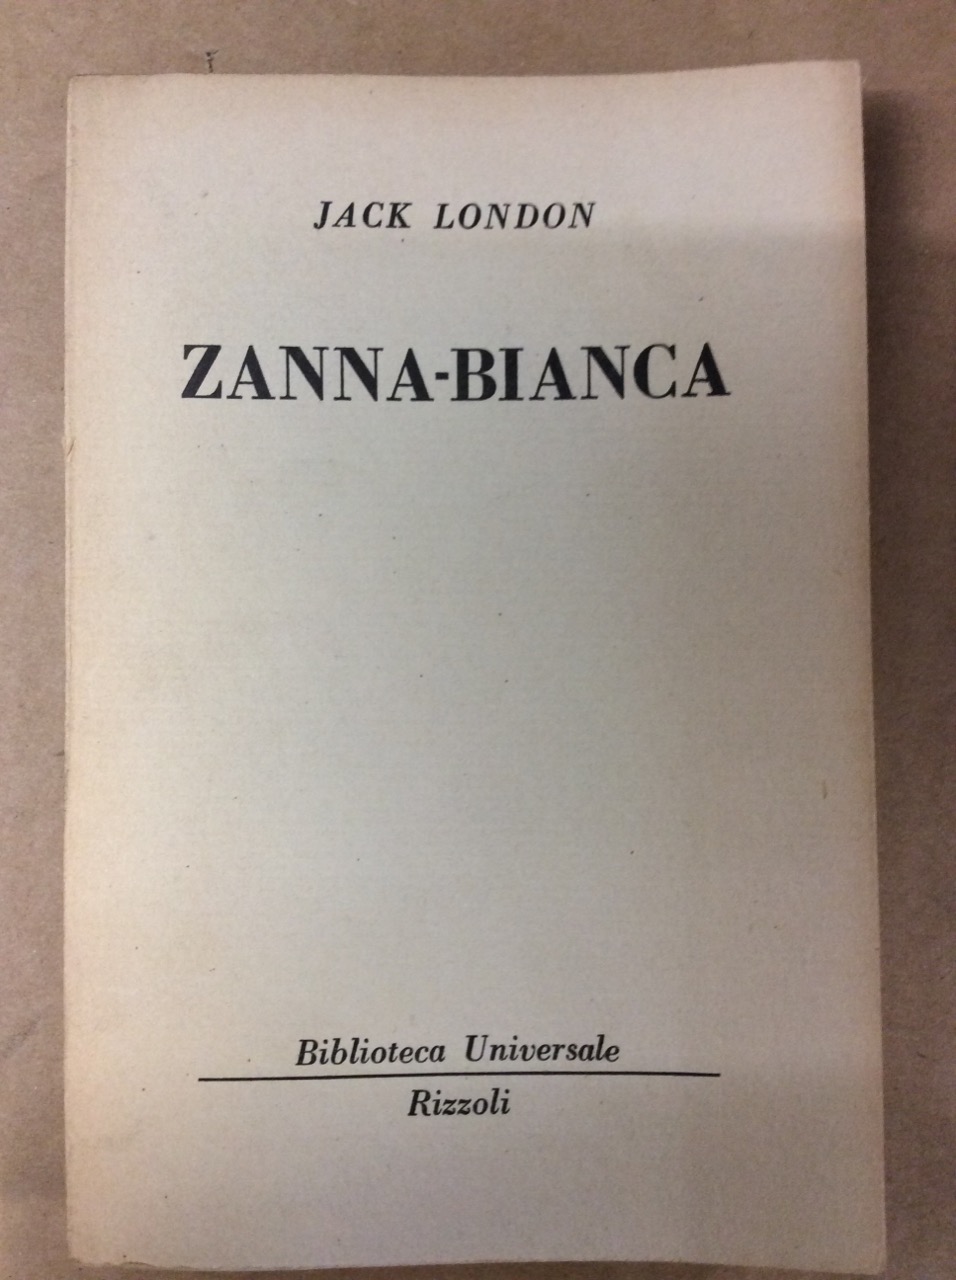 JACK LONDON
ZANNA-BIANCA
Biblioteca Universale
Rizzoli